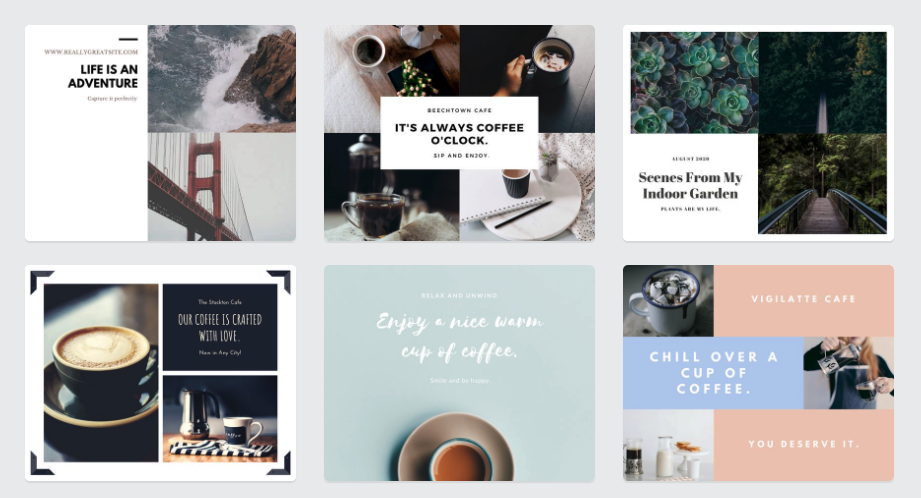 WWW.REALLYGREATSITE.COM
LIFE IS AN
ADVENTURE
Capture it perfectly
BEECHTOWN CAFE
IT'S ALWAYS COFFEE
O'CLOCK.
SIP AND ENJOY.
AUGUST 2020
Scenes From My
Indoor Garden
PLANTS ARE MY LIFE.
The Stockton Cafe
OUR COFFEE IS CRAFTED
WITH LOVE.
Now in Any City!
RELAX AND UNWIND.
Enjoy a nice warm
cup of coffee.
Smile and be happy.
VIGILATTE CAFE
CHILL OVER A
CUP OF
COFFEE.
YOU DESERVE IT.